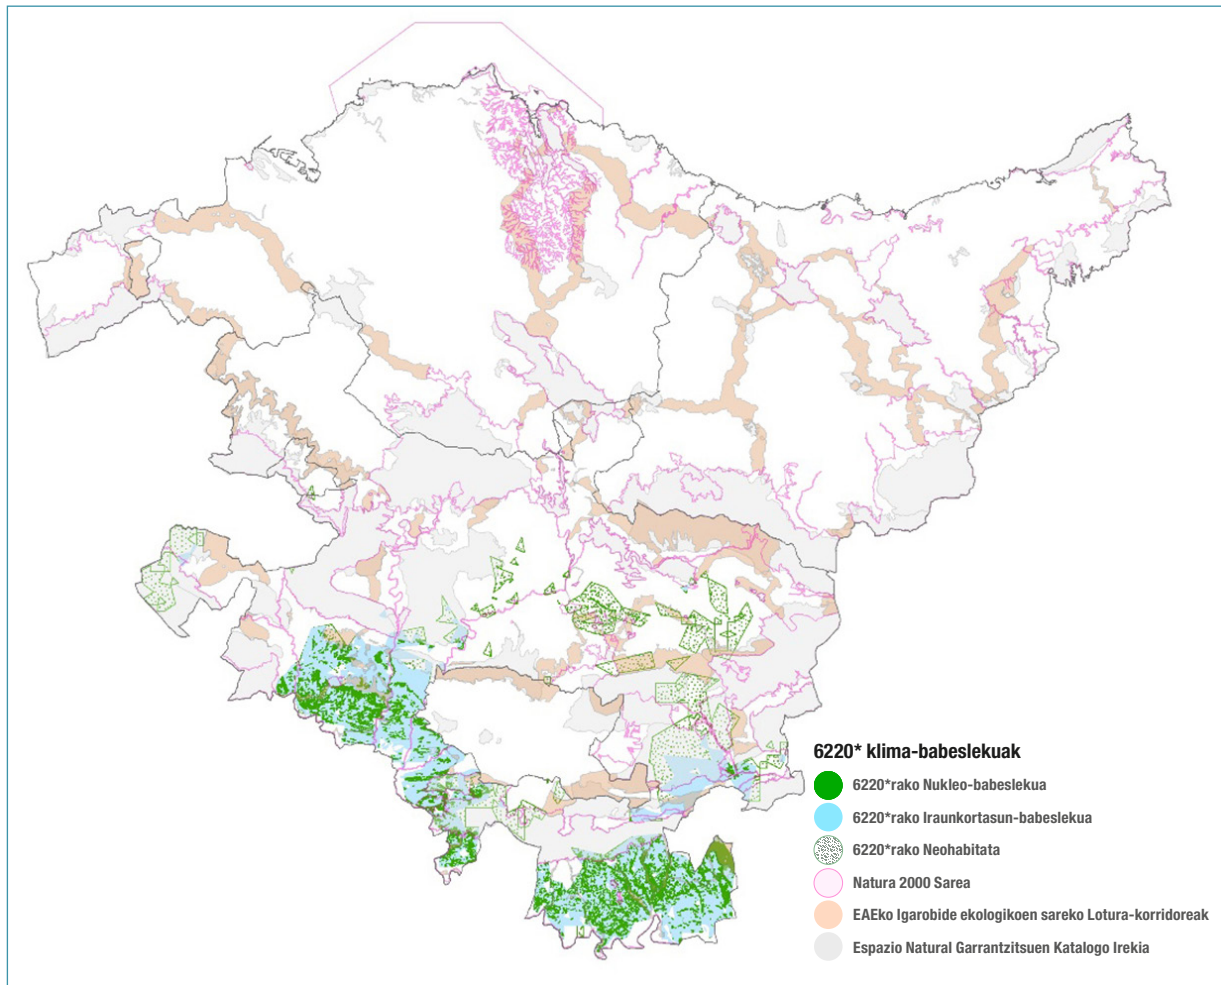 6220* klima-babeslekuak
6220*rako Nukleo-babeslekua
6220*rako Iraunkortasun-babeslekua
6220*rako Neohabitata
Natura 2000 Sarea
EAEko Igarobide ekologikoen sareko Lotura-korridoreak
Espazio Natural Garrantzitsuen Katalogo Irekia